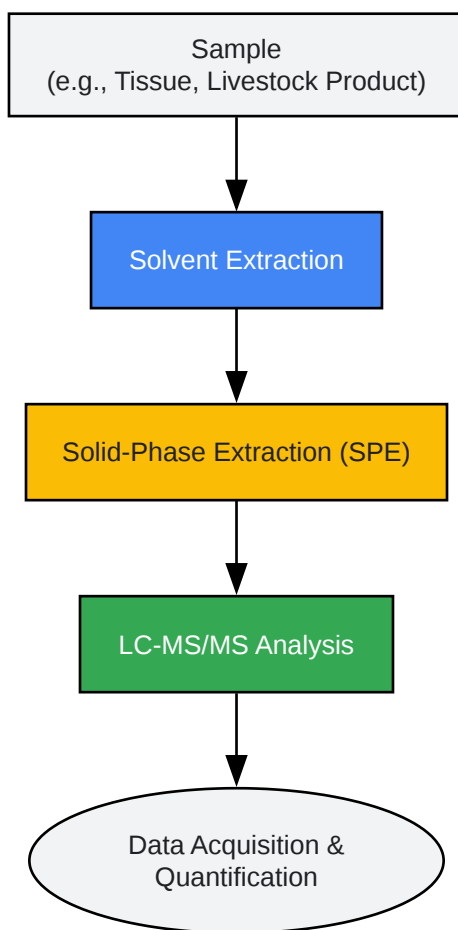 Sample
(e.g., Tissue, Livestock Product)
Solvent Extraction
Solid-Phase Extraction (SPE)
LC-MS/MS Analysis
Data Acquisition &
Quantification